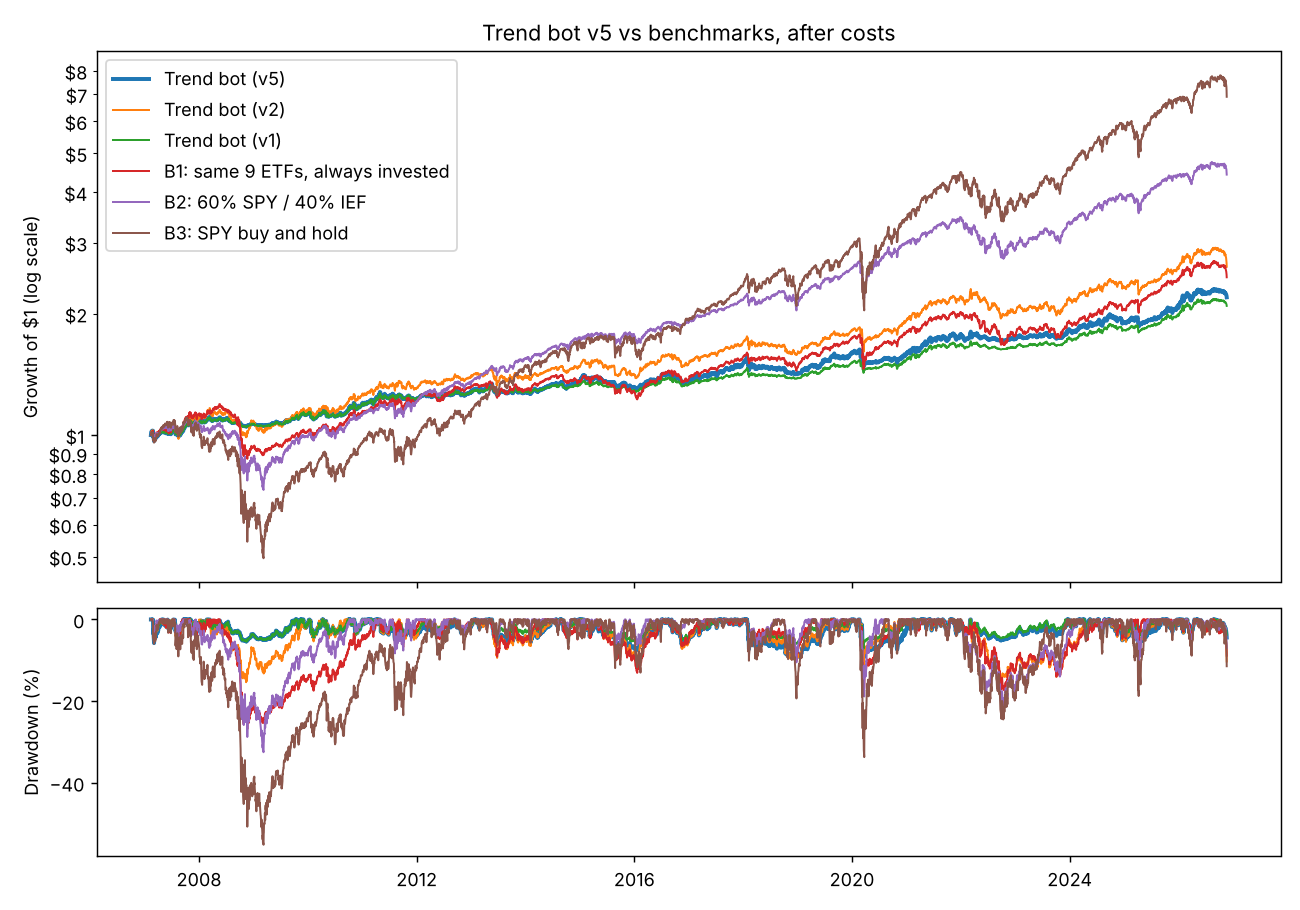 Trend bot v5 vs benchmarks, after costs
Trend bot (v5)
Trend bot (v2)
Trend bot (v1)
B1: same 9 ETFs, always invested
B2: 60% SPY / 40% IEF
B3: SPY buy and hold
Growth of $1 (log scale)
$8
$7
$6
$5
$4
$3
$2
$1
$0.9
$0.8
$0.7
$0.6
$0.5
Drawdown (%)
0
−20
−40
2008 2012 2016 2020 2024